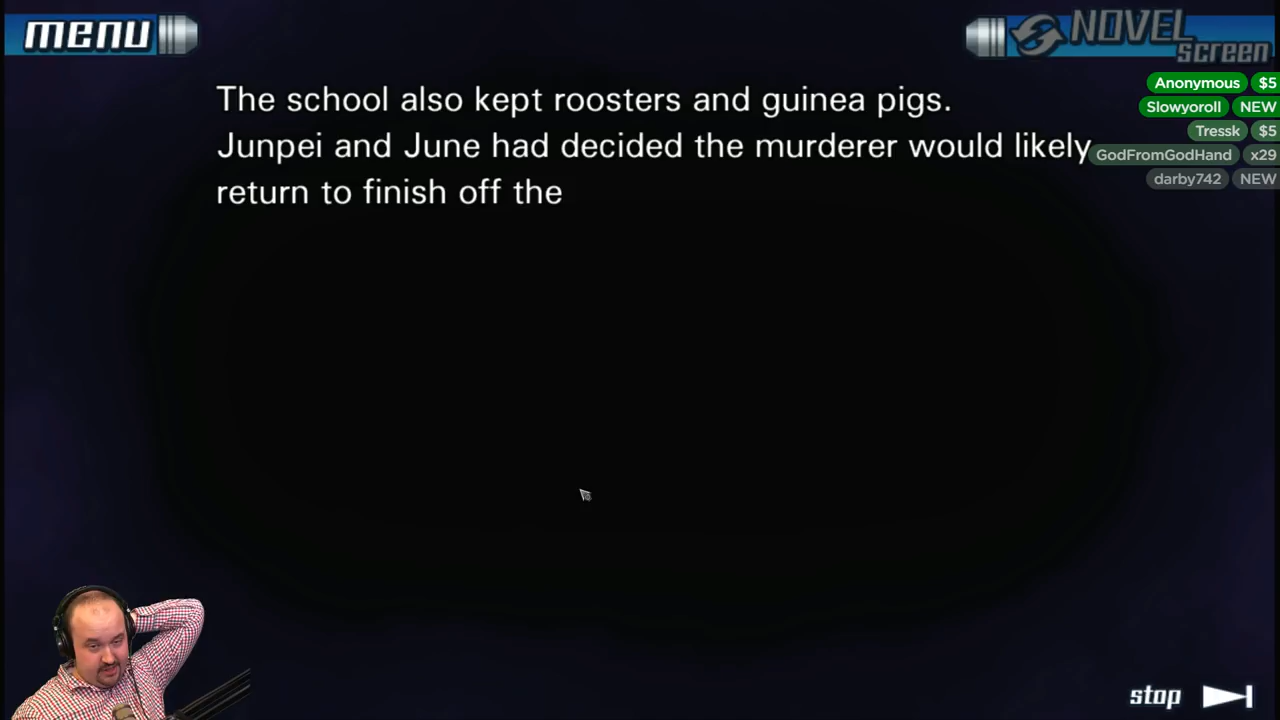 menu
NOVEL
screen
The school also kept roosters and guinea pigs.
Junpei and June had decided the murderer would likely
return to finish off the
Anonymous $5
Slowyoroll NEW
Tressk $5
GodFromGodHand x29
darby742 NEW
stop